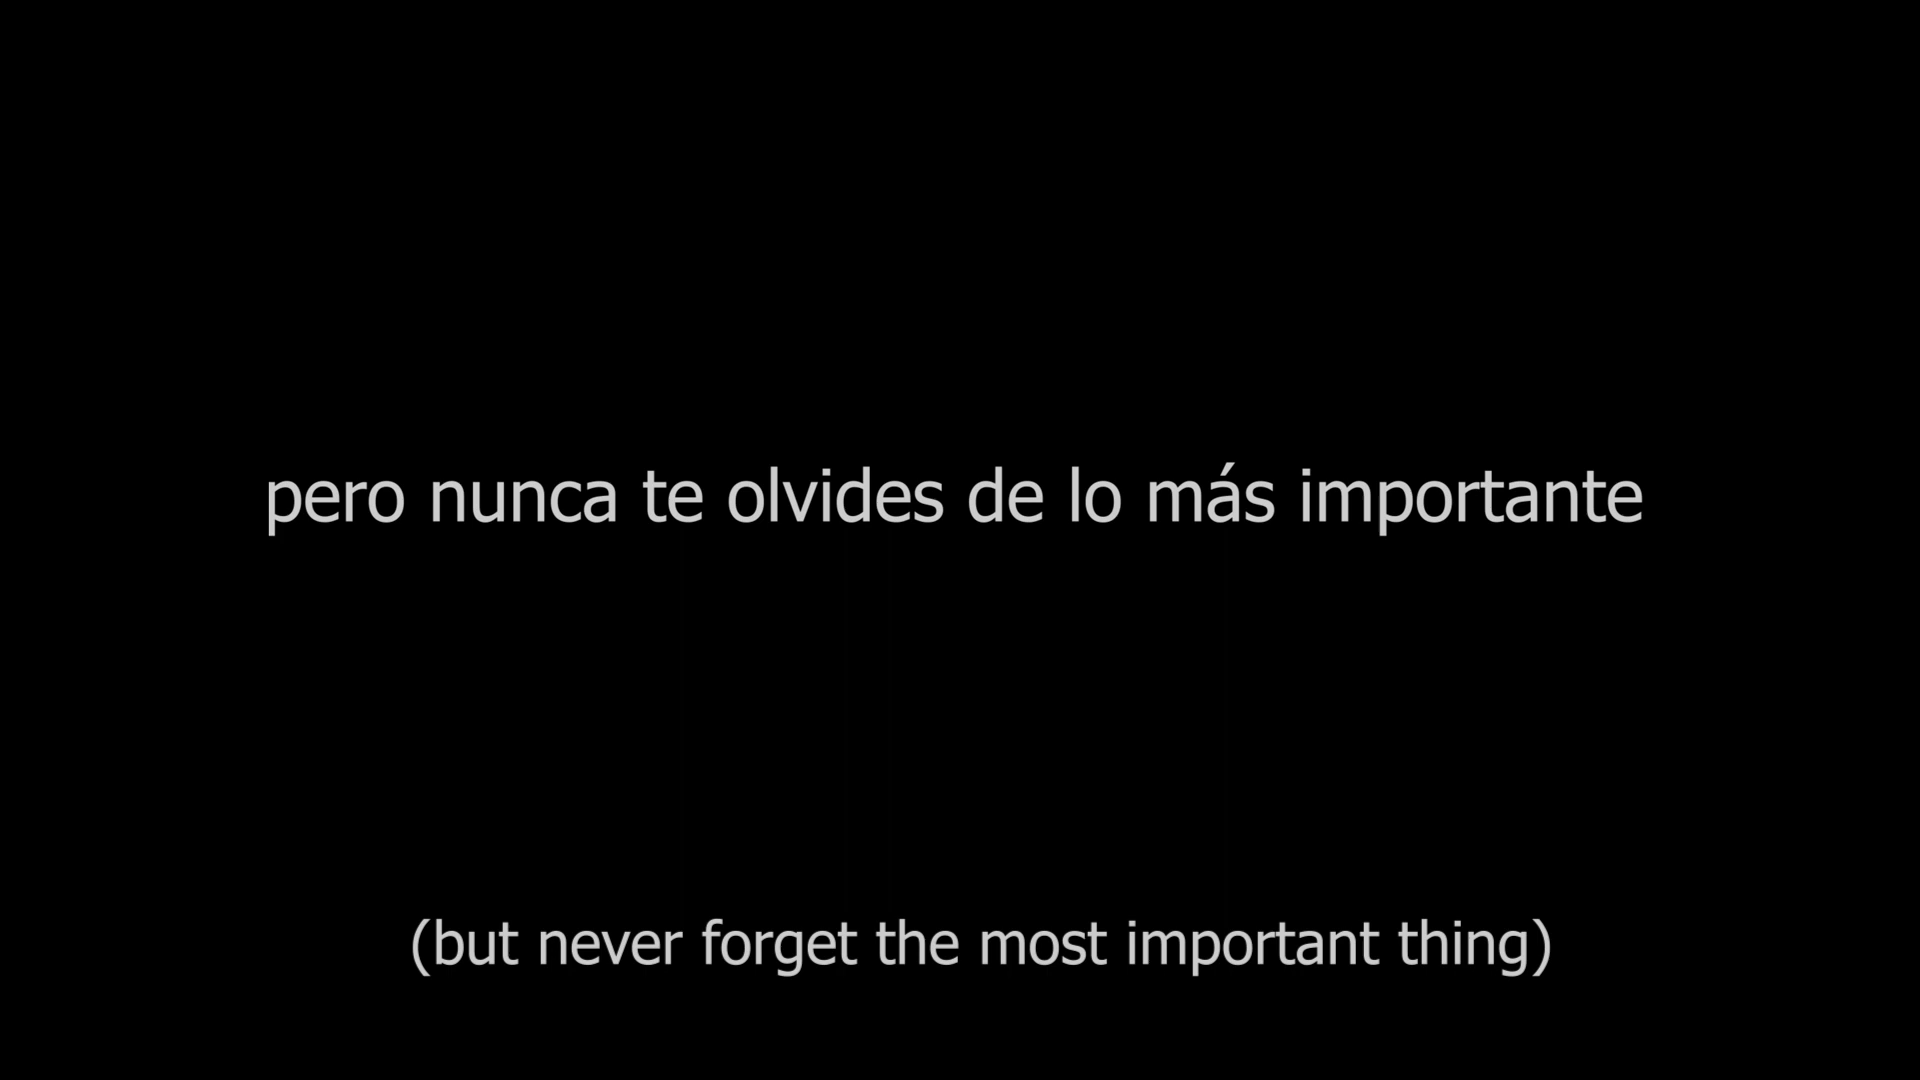 pero nunca te olvides de lo más importante
(but never forget the most important thing)